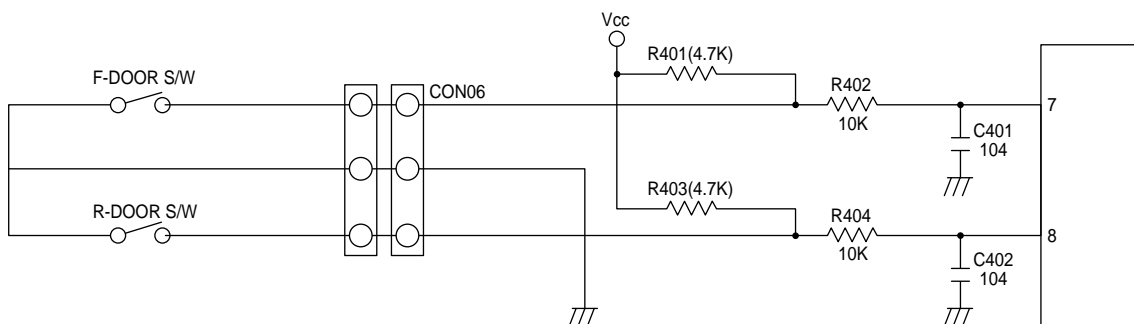 Vcc
R401(4.7K)
F-DOOR S/W
CON06
R402
10K
7
C401
104
R403(4.7K)
R-DOOR S/W
R404
10K
8
C402
104